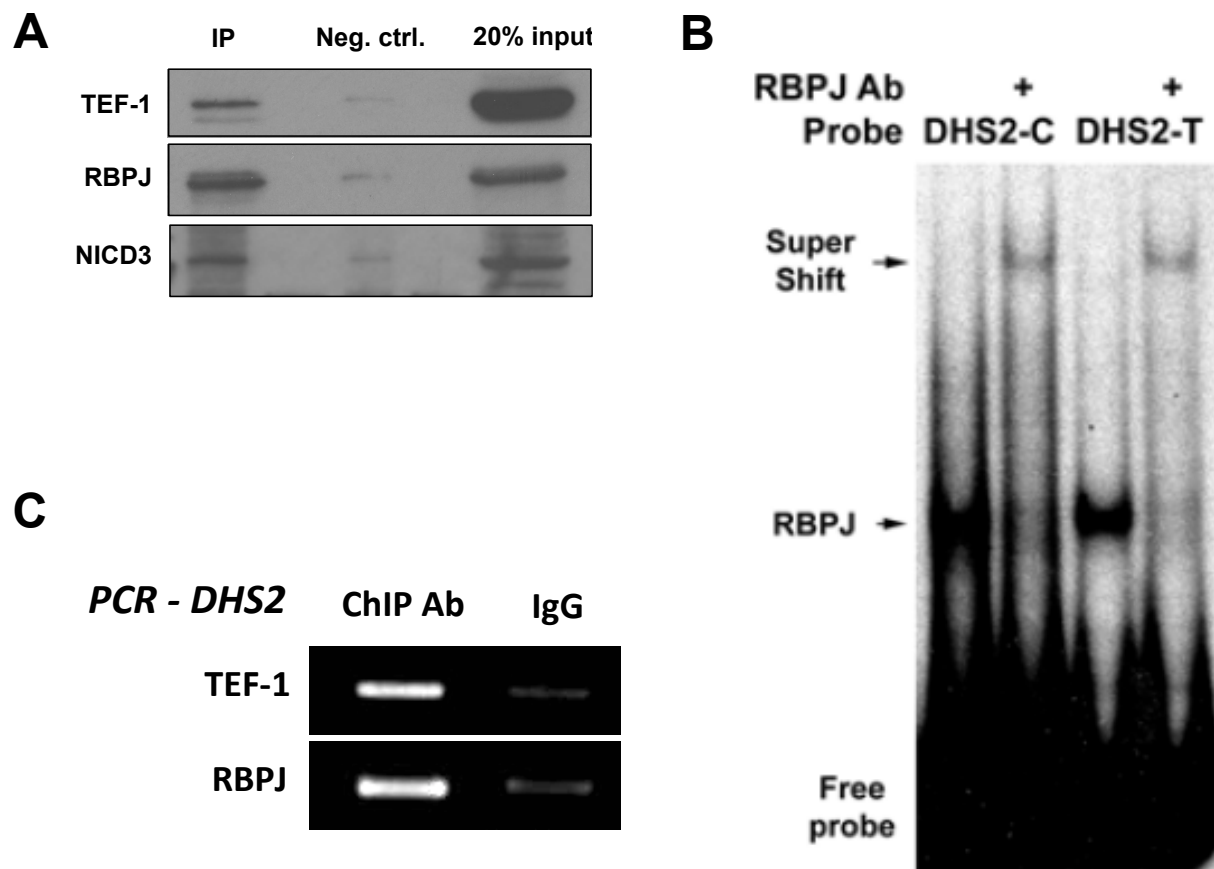 A
IP Neg. ctrl. 20% input
TEF-1
RBPJ
NICD3
B
RBPJ Ab + +
Probe DHS2-C DHS2-T
Super
Shift
RBPJ
Free
probe
C
PCR - DHS2 ChIP Ab IgG
TEF-1
RBPJ